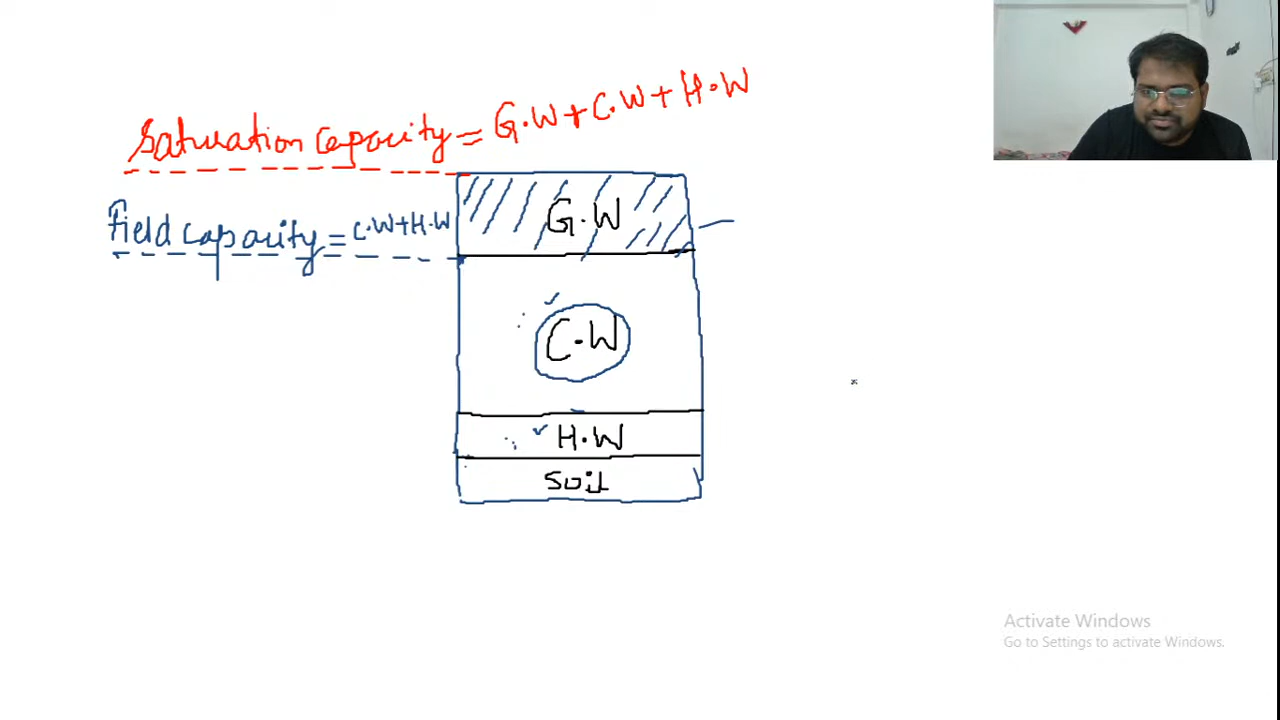 Saturation capacity = G.W + C.W + H.W
Field capacity = C.W + H.W
G.W
C.W
H.W
Soil
Activate Windows
Go to Settings to activate Windows.